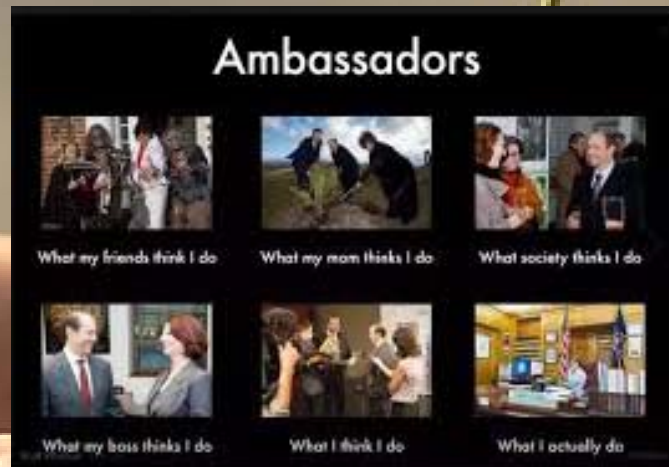 Ambassadors
What my friends think I do
What my mom thinks I do
What society thinks I do
What my boss thinks I do
What I think I do
What I actually do